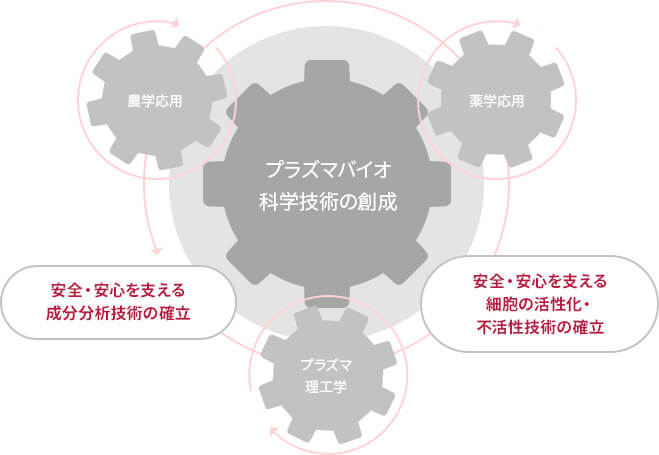 農学応用
薬学応用
プラズマバイオ
科学技術の創成
安全・安心を支える
成分分析技術の確立
安全・安心を支える
細胞の活性化・
不活性技術の確立
プラズマ
理工学